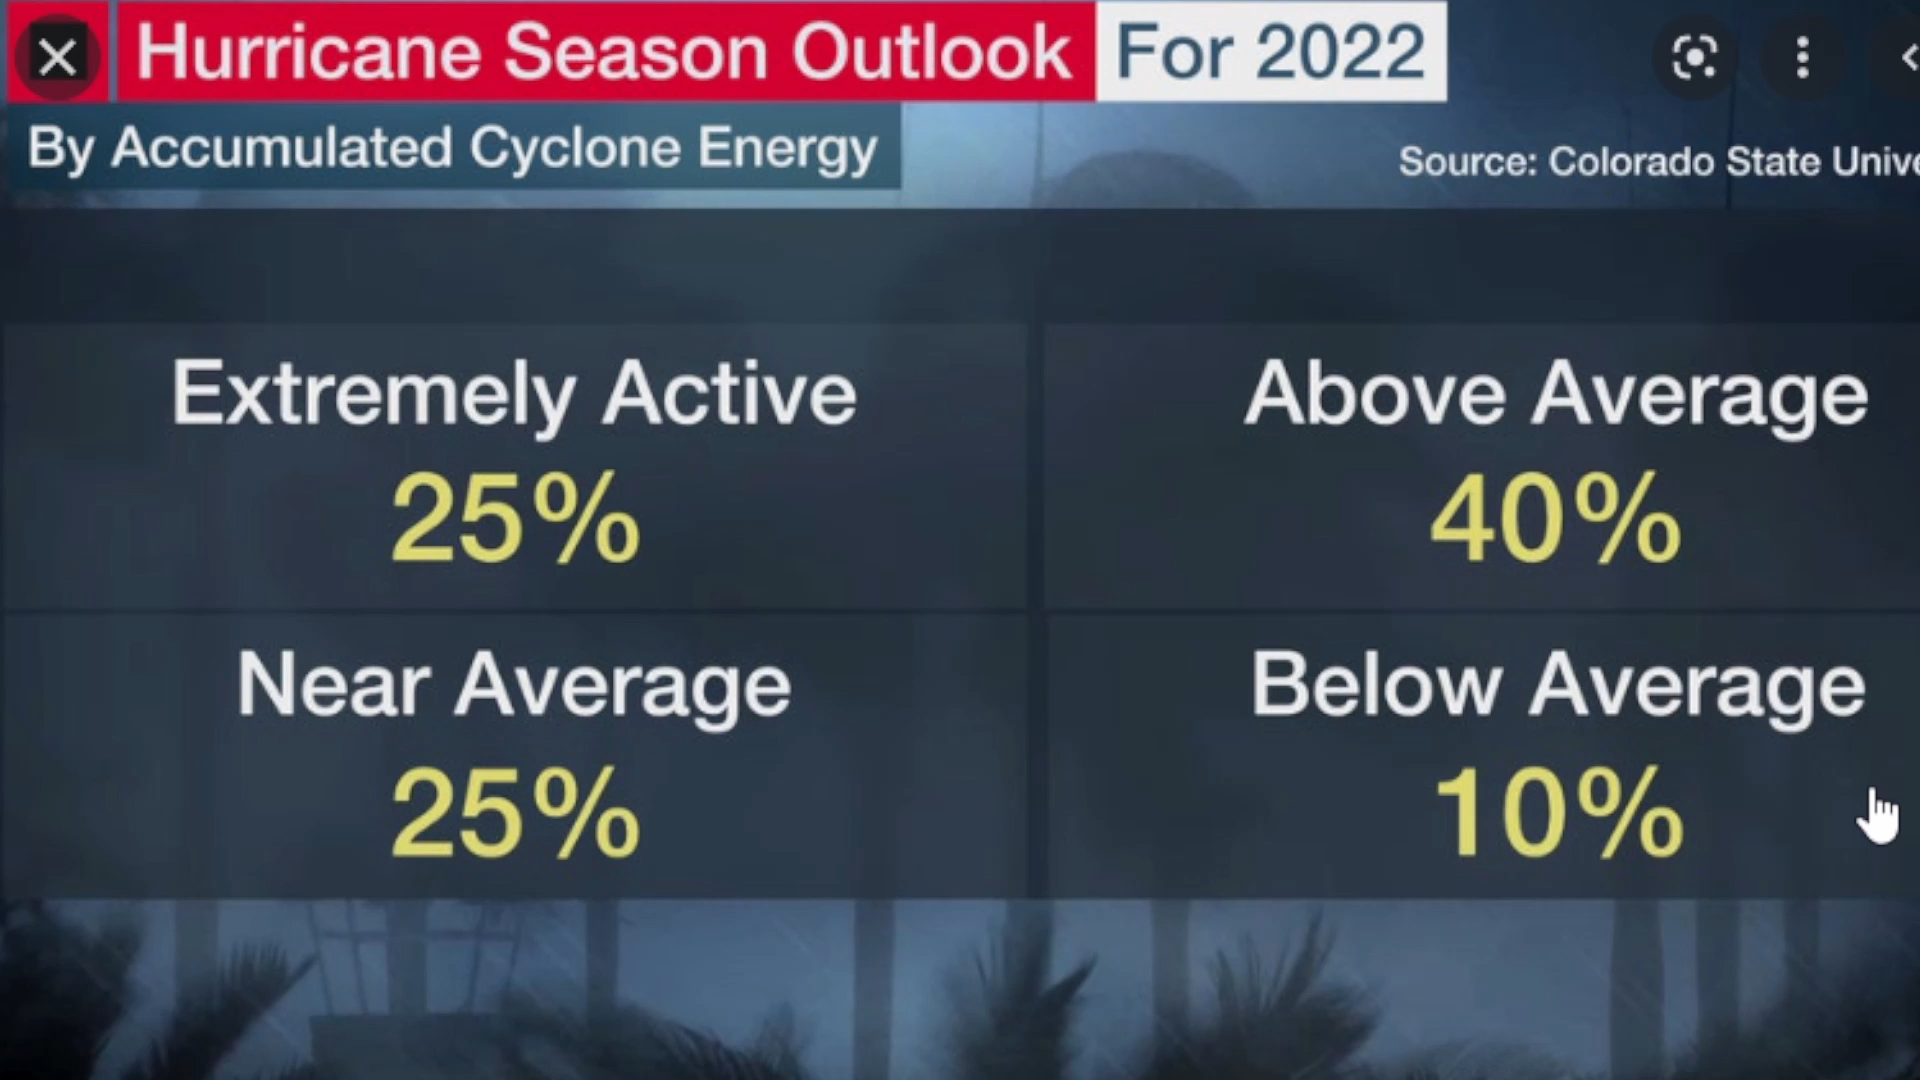 Hurricane Season Outlook For 2022
By Accumulated Cyclone Energy
Source: Colorado State
Extremely Active
25%
Above Average
40%
Near Average
25%
Below Average
10%